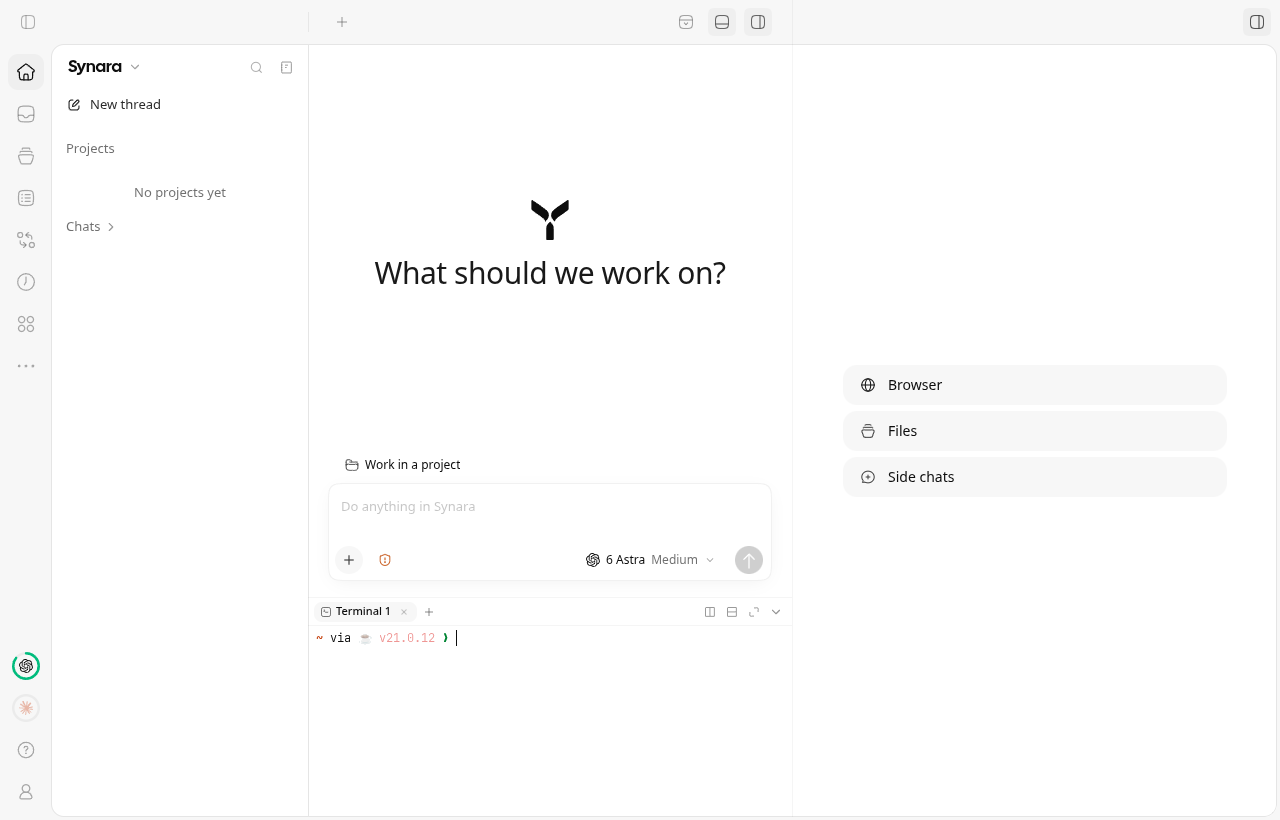 Synara
New thread
Projects
No projects yet
Chats
What should we work on?
Work in a project
Do anything in Synara
6 Astra Medium
Terminal 1
~ via ☕ v21.0.12 ❯
Browser
Files
Side chats